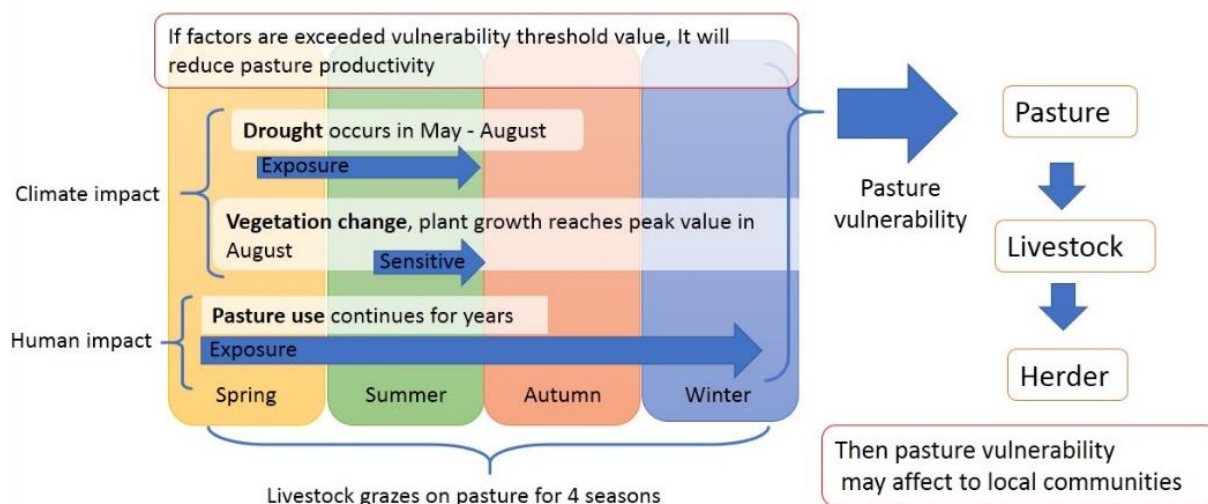 If factors are exceeded vulnerability threshold value, It will
reduce pasture productivity
Drought occurs in May - August
Exposure
Climate impact
Vegetation change, plant growth reaches peak value in
August
Sensitive
Pasture use continues for years
Human impact
Exposure
Spring
Summer
Autumn
Winter
Livestock grazes on pasture for 4 seasons
Pasture
vulnerability
Pasture
Livestock
Herder
Then pasture vulnerability
may affect to local communities